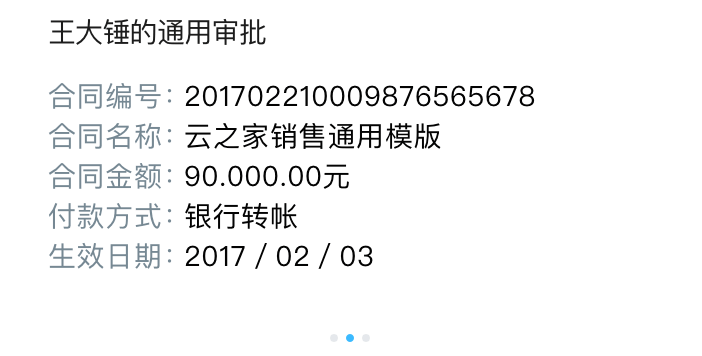 王大锤的通用审批
合同编号：201702210009876565678
合同名称：云之家销售通用模版
合同金额：90.000.00元
付款方式：银行转帐
生效日期：2017 / 02 / 03